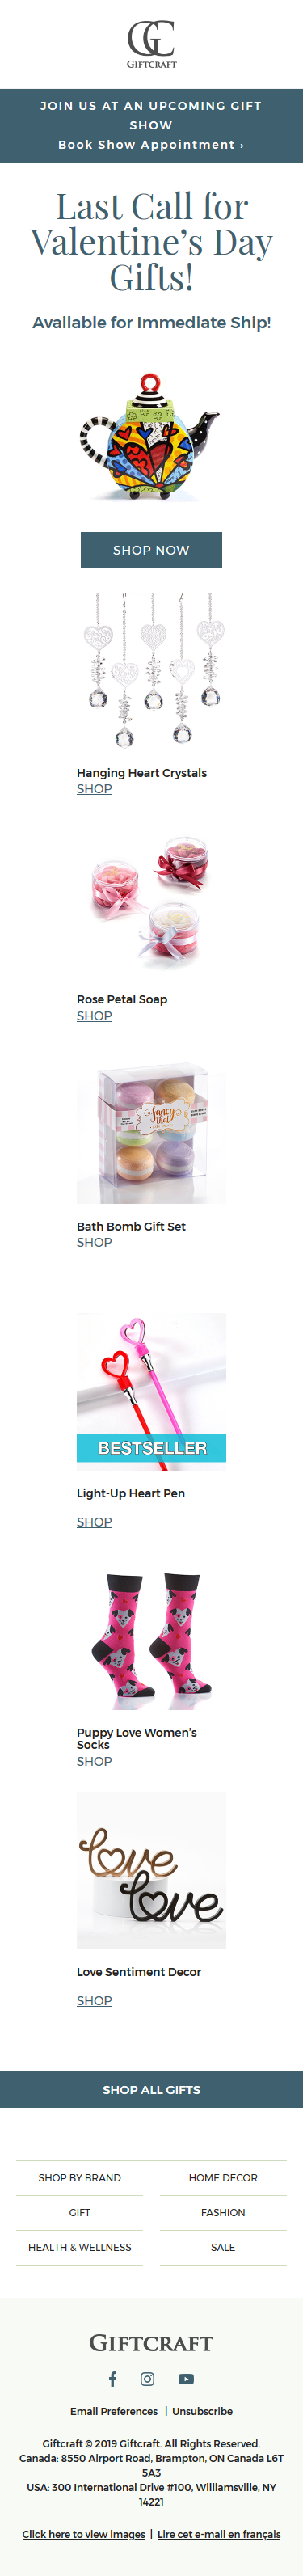 GC
GIFTCRAFT
JOIN US AT AN UPCOMING GIFT
SHOW
Book Show Appointment ›
Last Call for
Valentine’s Day
Gifts!
Available for Immediate Ship!
SHOP NOW
Hanging Heart Crystals
SHOP
Rose Petal Soap
SHOP
fancy
that
Bath Bomb Gift Set
SHOP
BESTSELLER
Light-Up Heart Pen
SHOP
Puppy Love Women’s
Socks
SHOP
love
love
Love Sentiment Decor
SHOP
SHOP ALL GIFTS
SHOP BY BRAND HOME DECOR
GIFT FASHION
HEALTH & WELLNESS SALE
GIFTCRAFT
Email Preferences | Unsubscribe
Giftcraft © 2019 Giftcraft. All Rights Reserved.
Canada: 8550 Airport Road, Brampton, ON Canada L6T
5A3
USA: 300 International Drive #100, Williamsville, NY
14221
Click here to view images | Lire cet e-mail en français